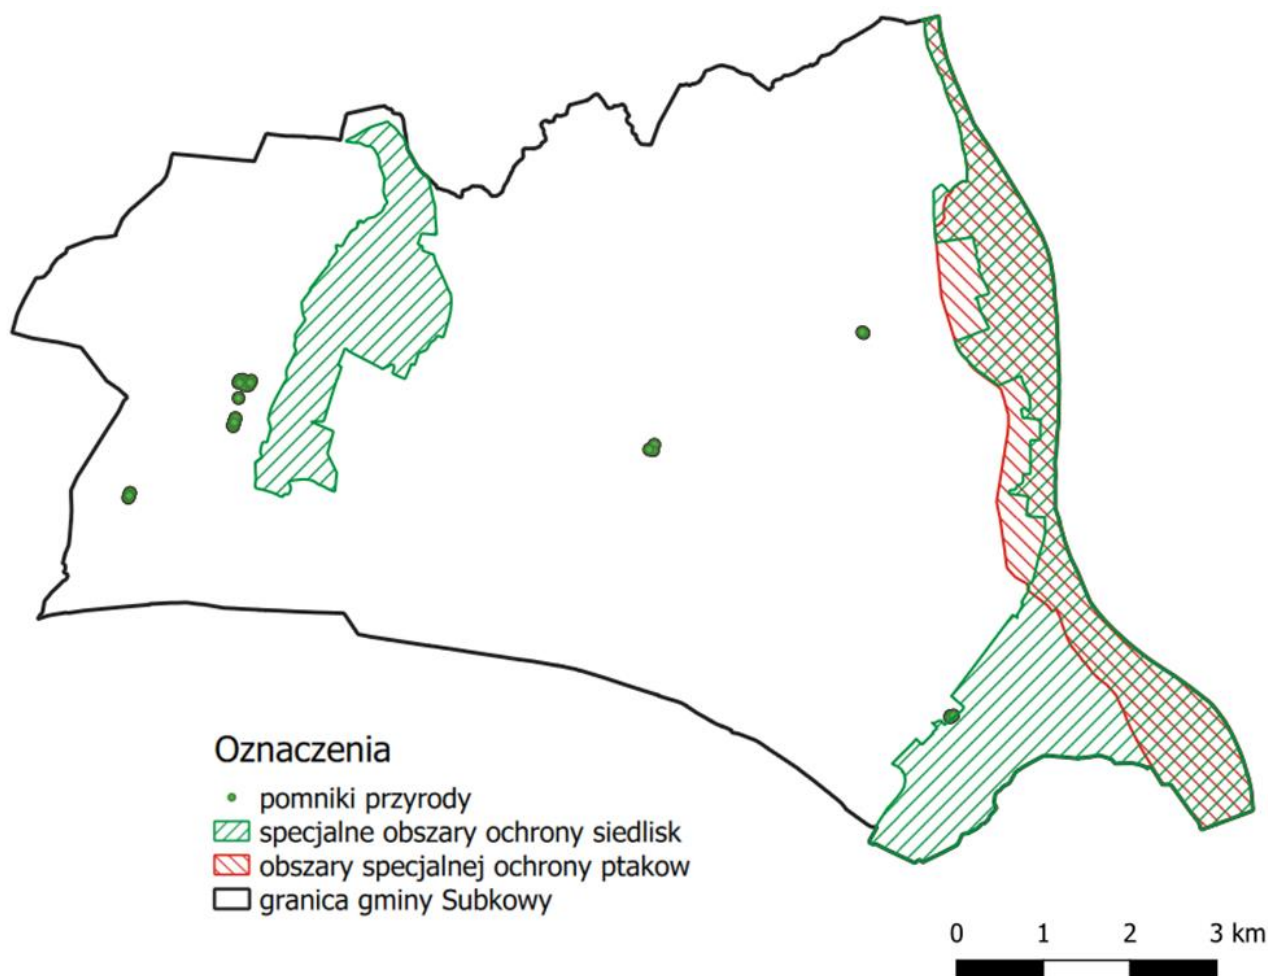 Oznaczenia
pomniki przyrody
specjalne obszary ochrony siedlisk
obszary specjalnej ochrony ptakow
granica gminy Subkowy
0 1 2 3 km